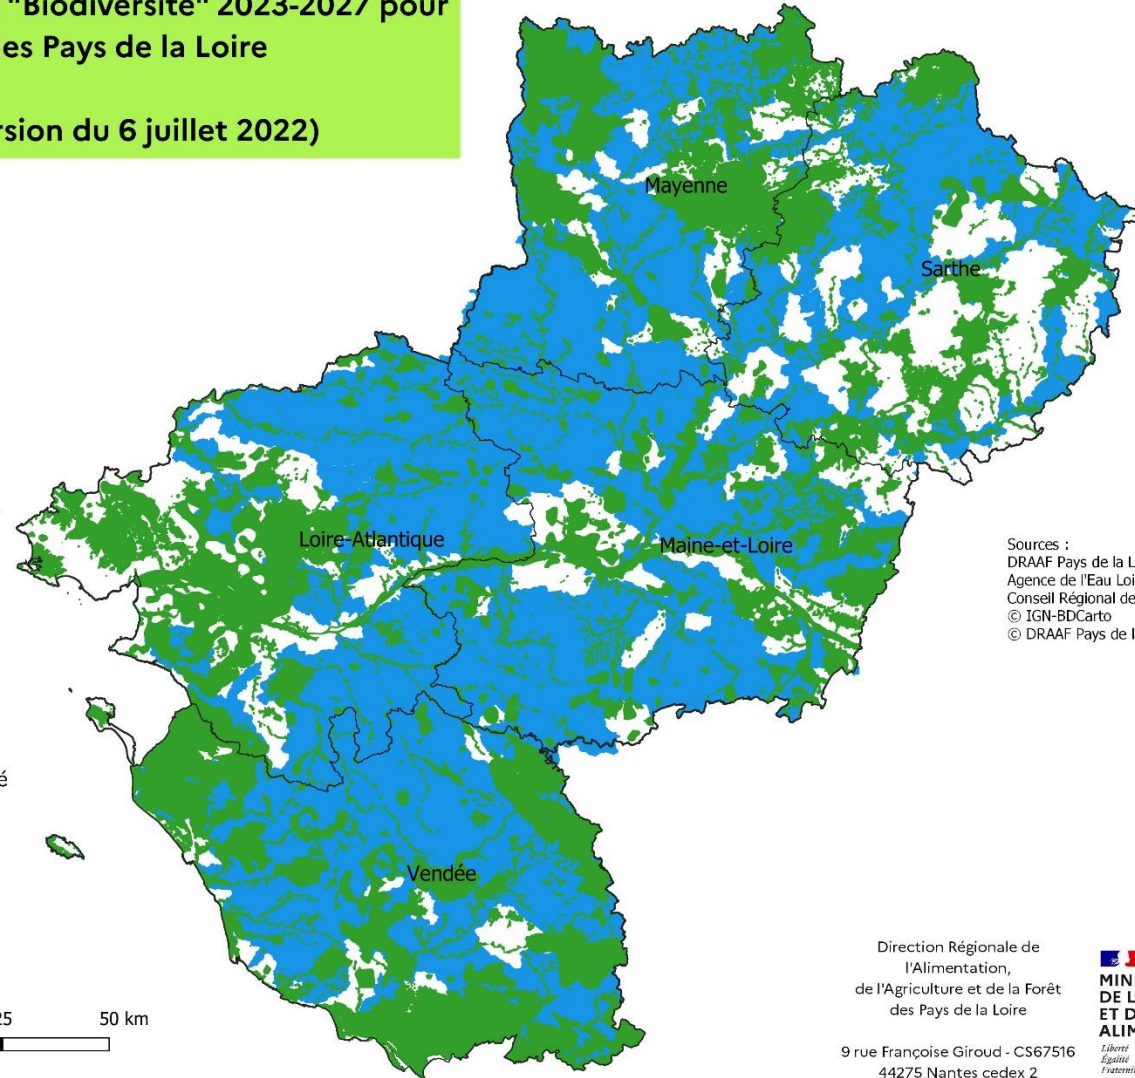 "Biodiversité" 2023-2027 pour
es Pays de la Loire
rsion du 6 juillet 2022)
Mayenne
Sarthe
Loire-Atlantique
Maine-et-Loire
Sources :
DRAAF Pays de la L
Agence de l'Eau Loi
Conseil Régional de
© IGN-BDCarto
© DRAAF Pays de l
é
Vendée
25 50 km
Direction Régionale de
l'Alimentation,
de l'Agriculture et de la Forêt
des Pays de la Loire
9 rue Françoise Giroud - CS67516
44275 Nantes cedex 2
MIN
DE L
ET D
ALIM
Liberté
Égalité
Fraterni